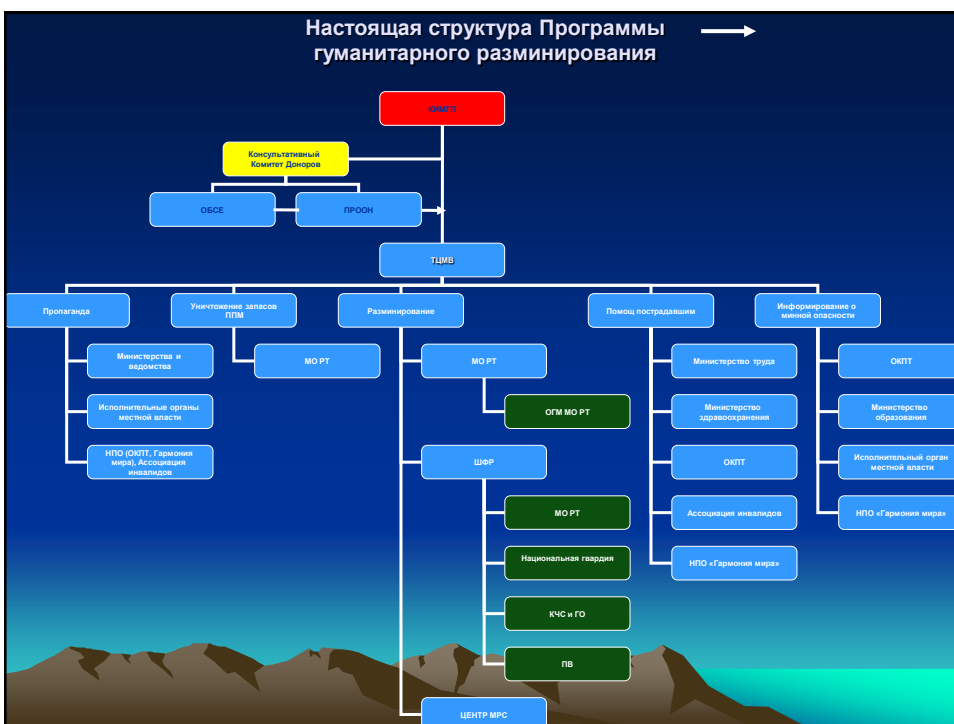 Настоящая структура Программы
гуманитарного разминирования
КИМГП
Консультативный
Комитет Доноров
ОБСЕ
ПРООН
ТЦМВ
Пропаганда
Уничтожение запасов
ППМ
Разминирование
Помощ пострадавшим
Информирование о
минной опасности
Министерства и
ведомства
Исполнительные органы
местной власти
НПО (ОКПТ, Гармония
мира), Ассоциация
инвалидов
МО РТ
МО РТ
ОГМ МО РТ
ШФР
МО РТ
Национальная гвардия
КЧС и ГО
ПВ
ЦЕНТР МРС
Министерство труда
Министерство
здравоохранения
ОКПТ
Ассоциация инвалидов
НПО «Гармония мира»
ОКПТ
Министерство
образования
Исполнительный орган
местной власти
НПО «Гармония мира»